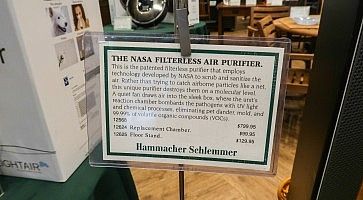 THE NASA FILTERLESS AIR PURIFIER.
This is the patented filterless purifier that employs
technology developed by NASA to scrub and sanitize the
air. Rather than trying to catch airborne particles like a net,
this unique purifier destroys them on a molecular level.
A quiet fan draws air into the sleek box, where the unit's
reaction chamber bombards the pathogens with UV light
and chemical processes, eliminating pet dander, mold, and
99.99% of volatile organic compounds (VOCs).
12560 $799.95
12624 Replacement Chamber. $99.95
12625 Floor Stand. $129.95
Hammacher Schlemmer
GHTAIR